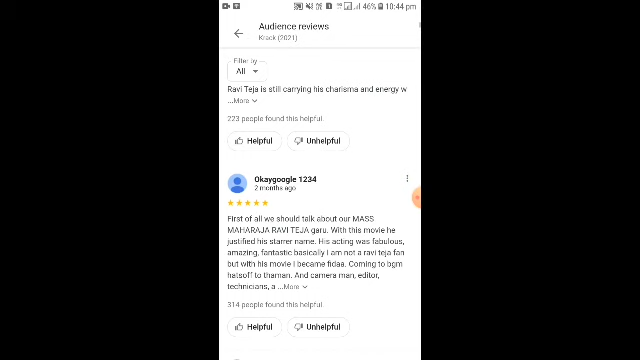 46% 10:44 pm
Audience reviews
Krack (2021)
Filter by
All
Ravi Teja is still carrying his charisma and energy w
...More
223 people found this helpful.
Helpful Unhelpful
Okaygoogle 1234
2 months ago
First of all we should talk about our MASS
MAHARAJA RAVI TEJA garu. With this movie he
justified his starrer name. His acting was fabulous,
amazing, fantastic basically I am not a ravi teja fan
but with his movie I became fidaa. Coming to bgm
hatsoff to thaman. And camera man, editor,
technicians, a ...More
314 people found this helpful.
Helpful Unhelpful